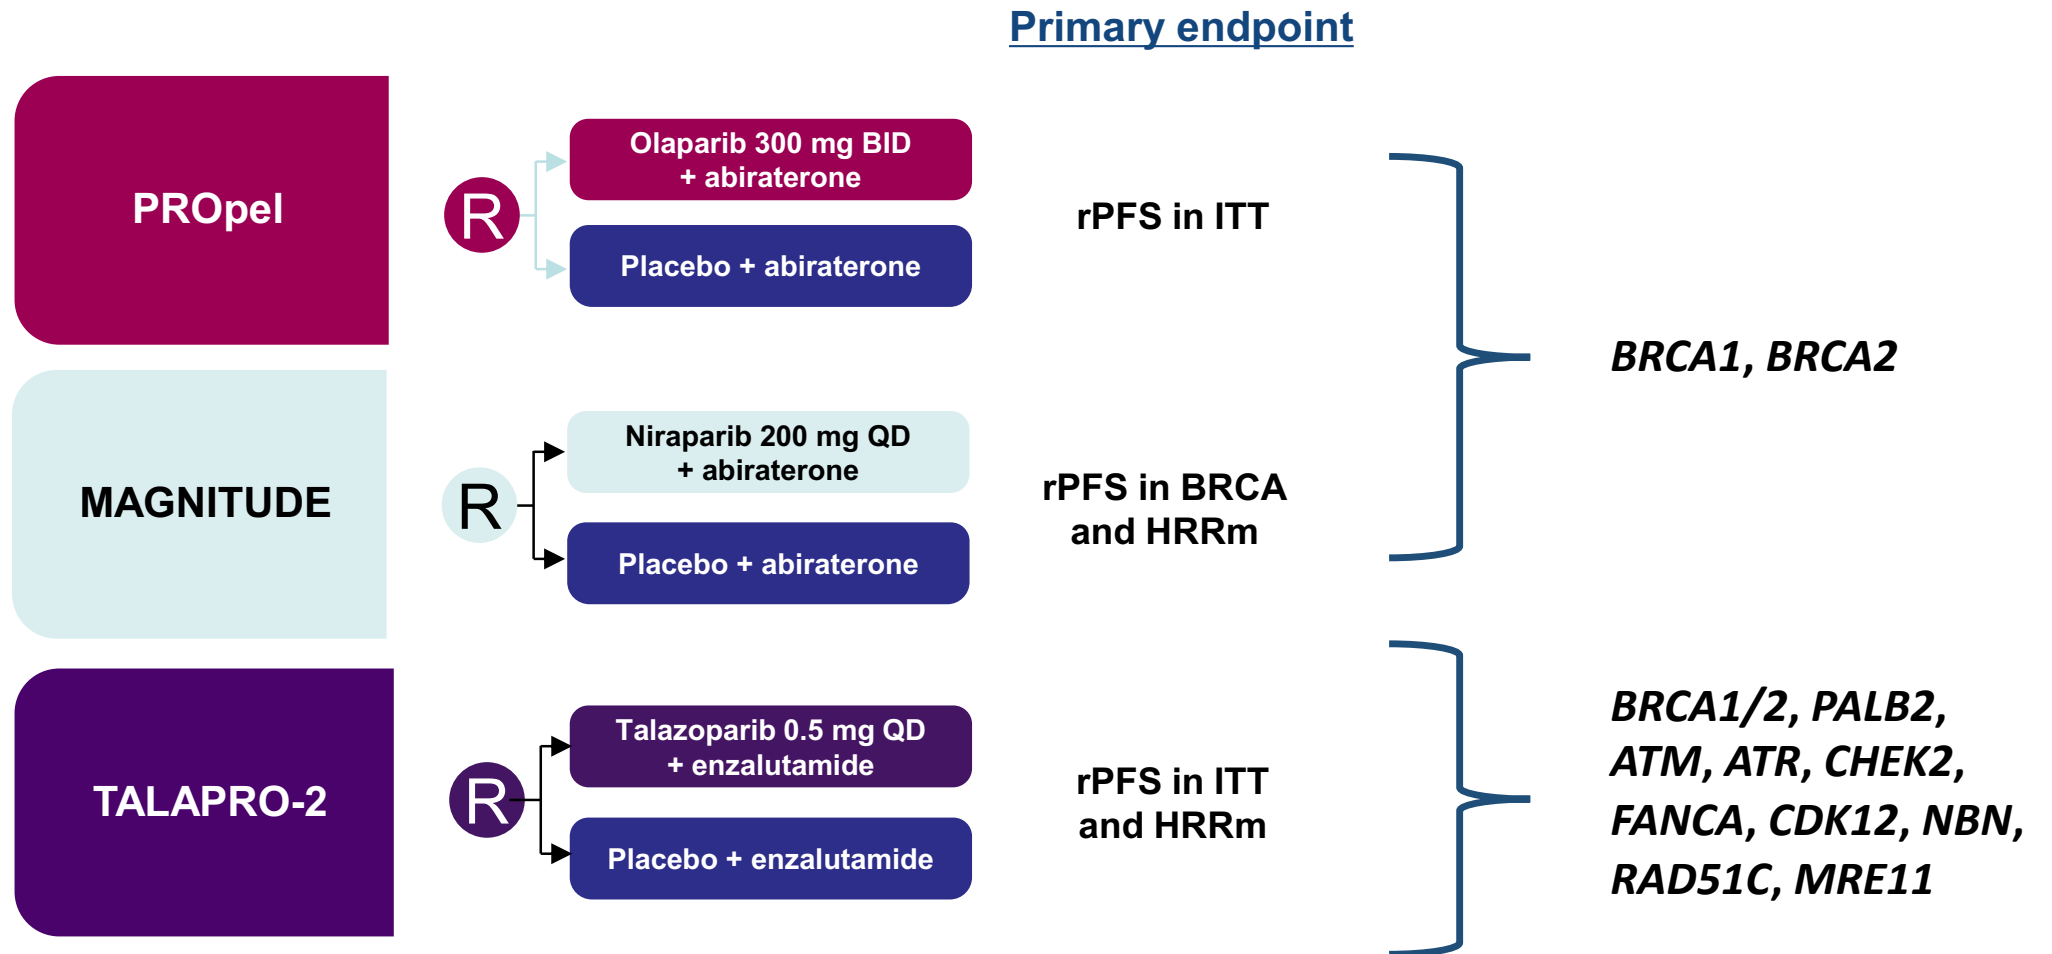 Primary endpoint
PROpel
R
Olaparib 300 mg BID
+ abiraterone
Placebo + abiraterone
rPFS in ITT
BRCA1, BRCA2
MAGNITUDE
R
Niraparib 200 mg QD
+ abiraterone
Placebo + abiraterone
rPFS in BRCA
and HRRm
TALAPRO-2
R
Talazoparib 0.5 mg QD
+ enzalutamide
Placebo + enzalutamide
rPFS in ITT
and HRRm
BRCA1/2, PALB2,
ATM, ATR, CHEK2,
FANCA, CDK12, NBN,
RAD51C, MRE11